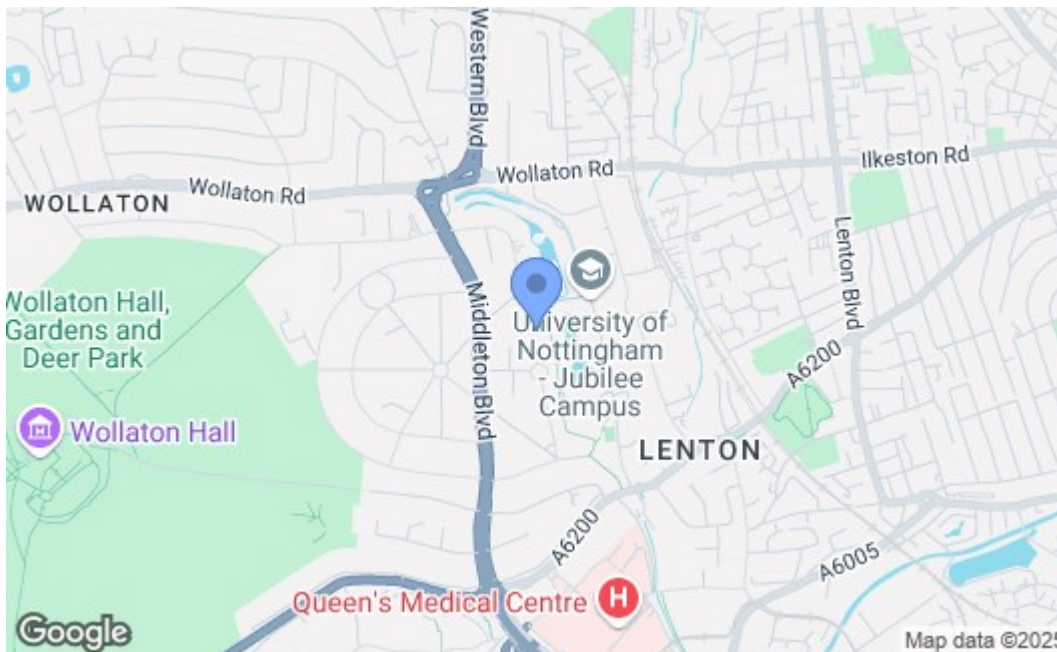 Western Blvd
Wollaton Rd
Ilkeston Rd
Wollaton Rd
WOLLATON
Lenton Blvd
Wollaton Hall,
Gardens and
Deer Park
Middleton Blvd
University of
Nottingham
- Jubilee
Campus
A6200
Wollaton Hall
LENTON
A6200
A6005
Queen's Medical Centre
H
Google
Map data ©2025